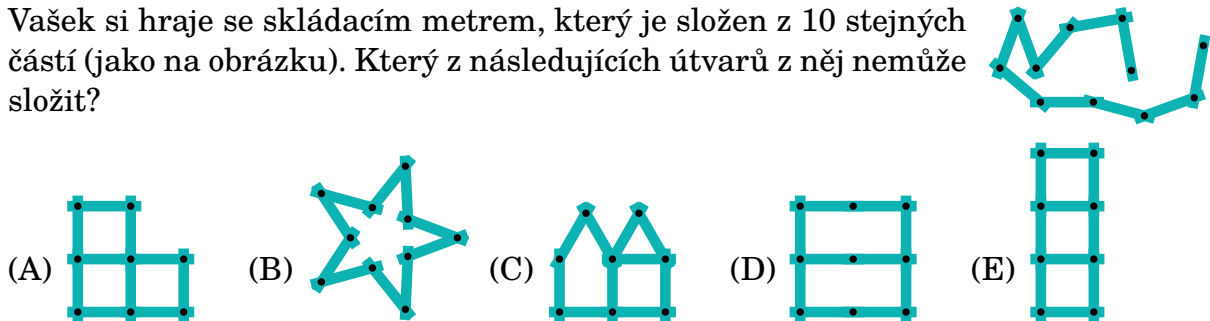 Vašek si hraje se skládacím metrem, který je složen z 10 stejných
částí (jako na obrázku). Který z následujících útvarů z něj nemůže
složit?
(A) (B) (C) (D) (E)